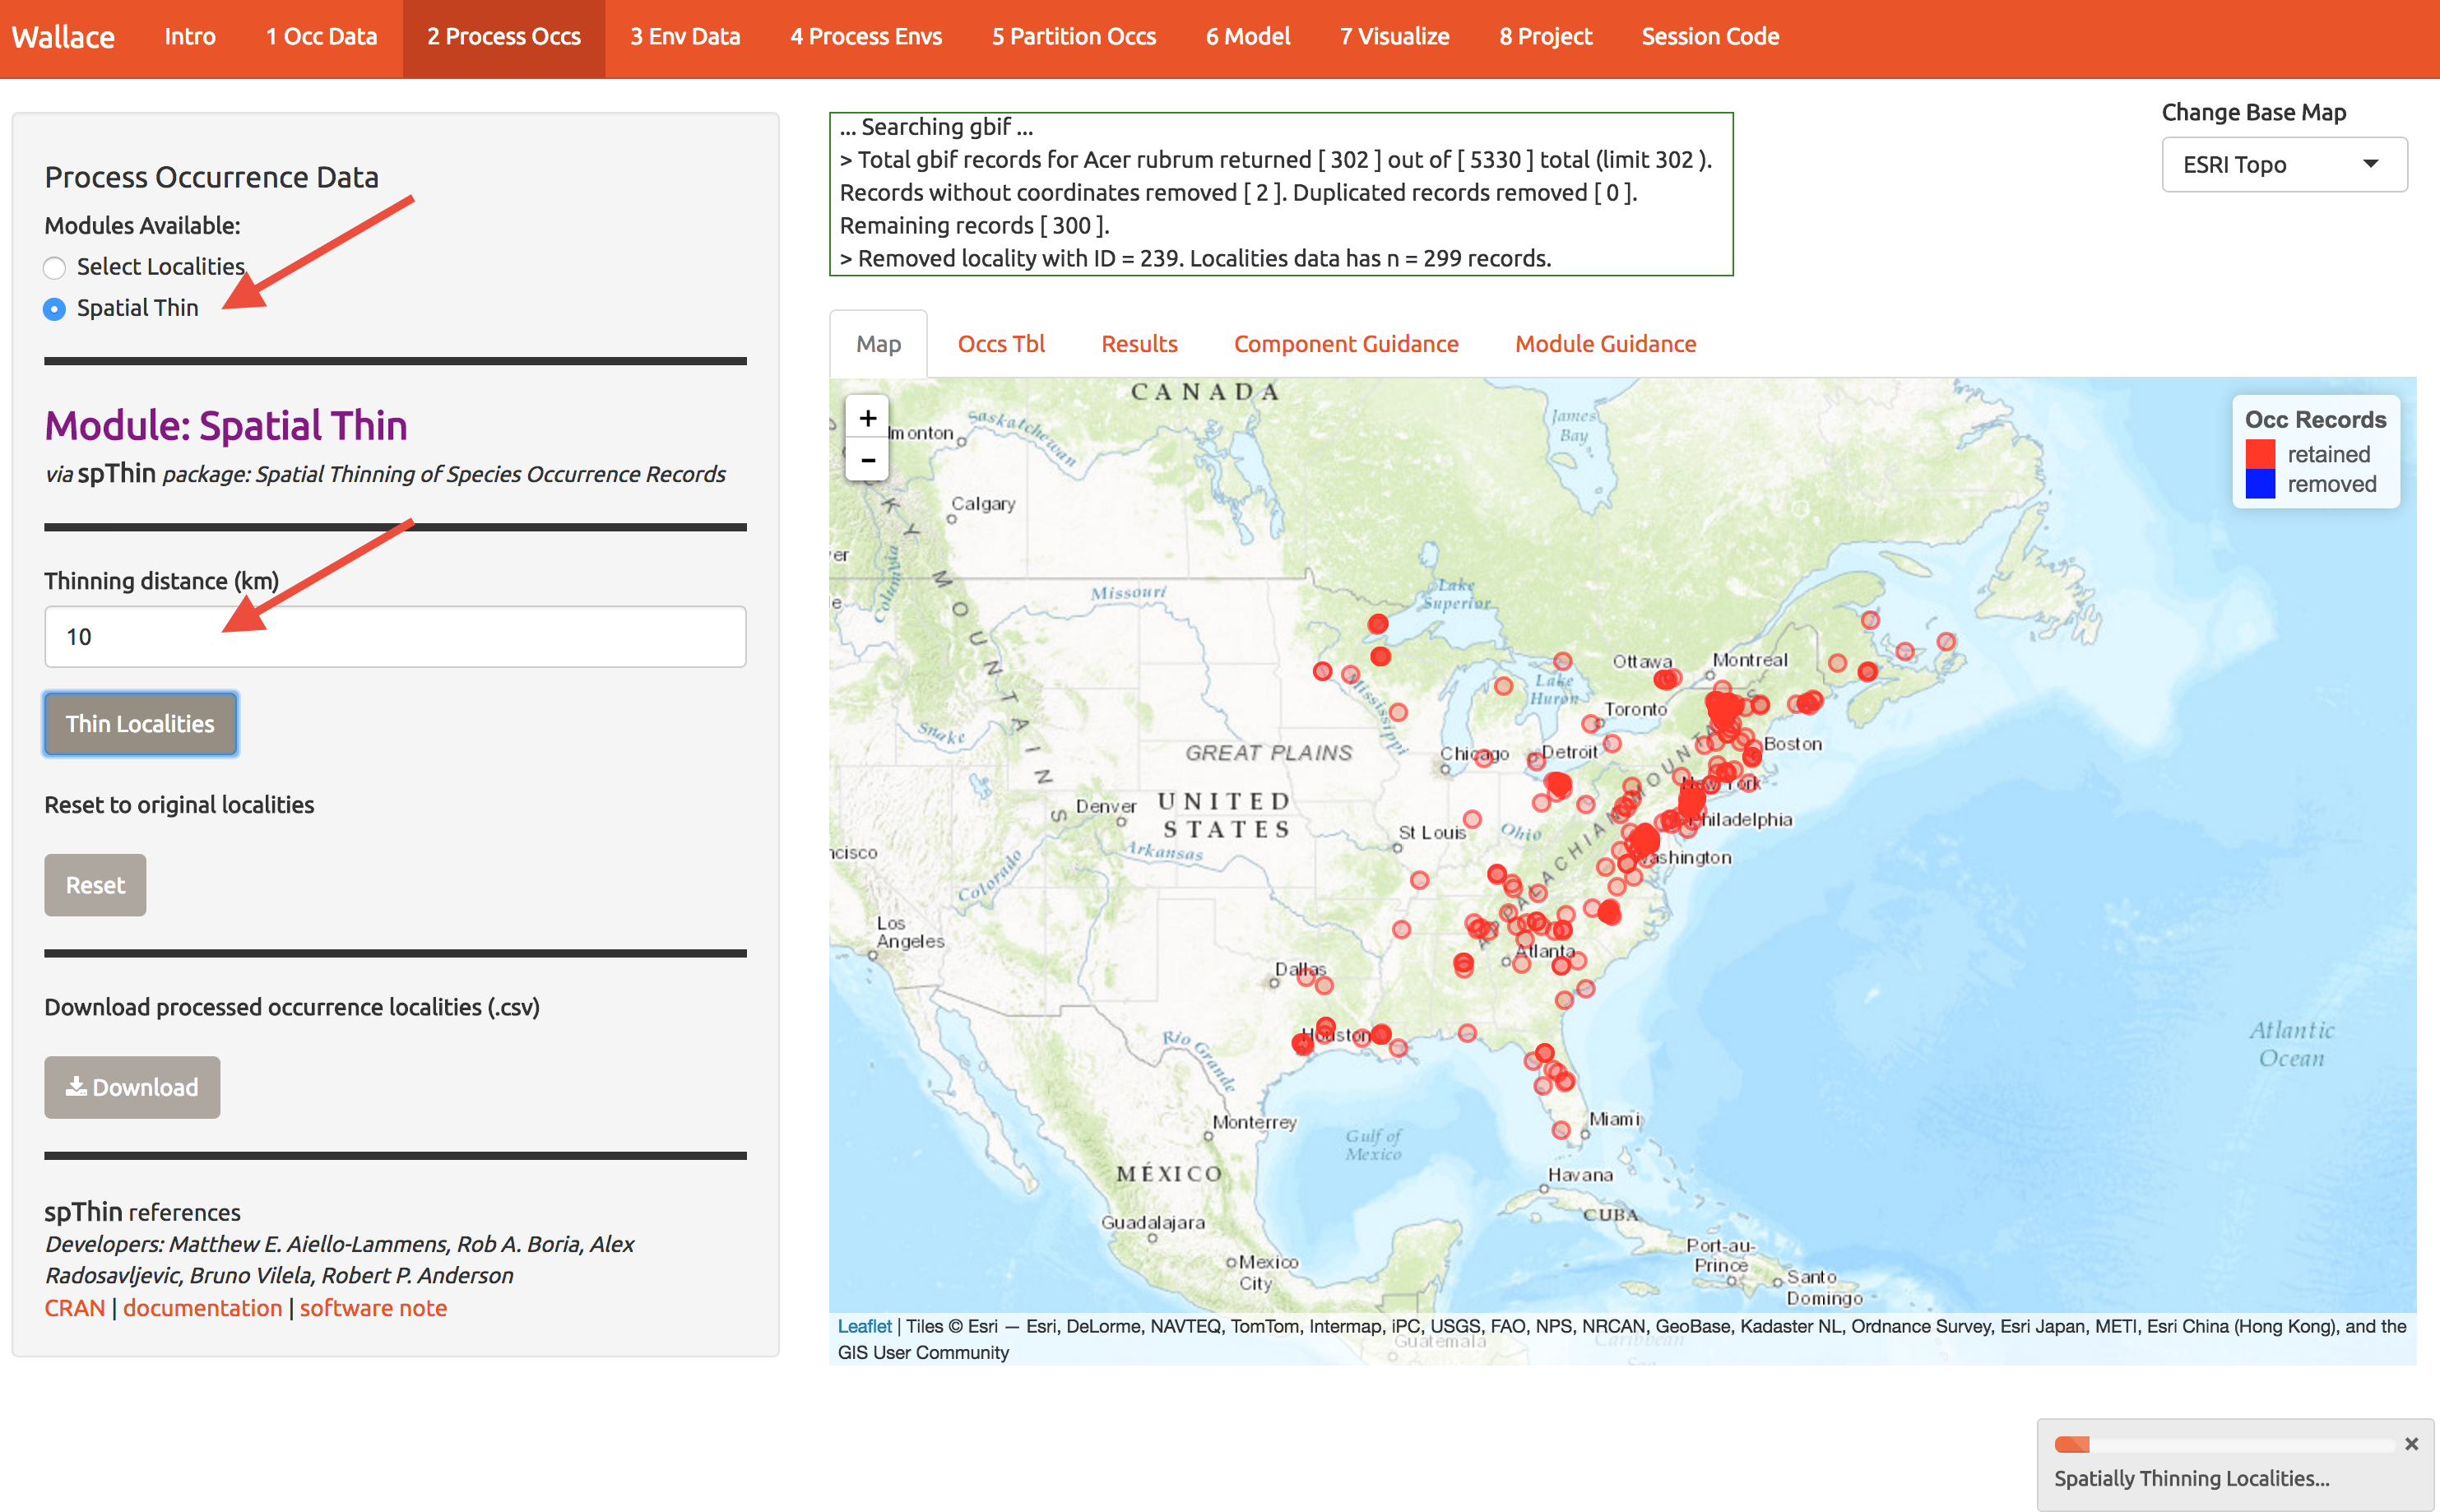 Wallace Intro 1 Occ Data 2 Process Occs 3 Env Data 4 Process Envs 5 Partition Occs 6 Model 7 Visualize 8 Project Session Code
Process Occurrence Data
Modules Available:
Select Localities
Spatial Thin
Module: Spatial Thin
via spThin package: Spatial Thinning of Species Occurrence Records
Thinning distance (km)
10
Thin Localities
Reset to original localities
Reset
Download processed occurrence localities (.csv)
Download
spThin references
Developers: Matthew E. Aiello-Lammens, Rob A. Boria, Alex
Radosavljevic, Bruno Vilela, Robert P. Anderson
CRAN | documentation | software note
... Searching gbif ...
> Total gbif records for Acer rubrum returned [ 302 ] out of [ 5330 ] total (limit 302 ).
Records without coordinates removed [ 2 ]. Duplicated records removed [ 0 ].
Remaining records [ 300 ].
> Removed locality with ID = 239. Localities data has n = 299 records.
Change Base Map
ESRI Topo
Map Occs Tbl Results Component Guidance Module Guidance
+
−
Occ Records
retained
removed
CANADA
Saskatchewan
lmonton
James
Bay
Calgary
KY MOUNTAINS
er
Columbia
le
Missouri
Lake
Superior
Ottawa
Montreal
Lake
Huron
Mississippi
Toronto
Snake
GREAT PLAINS
Chicago
Detroit
Boston
APPALACHIAN MOUNTAINS
New York
Denver
UNITED
STATES
St Louis
Ohio
Philadelphia
ncisco
Arkansas
Washington
Colorado
Los
Angeles
Atlanta
Dallas
Houston
Rio Grande
Atlantic
Ocean
Monterrey
Gulf of
Mexico
Miami
MÉXICO
Havana
CUBA
Guadalajara
Port-au-
Prince
Mexico
City
Santo
Domingo
Guatemala
Caribbean
Leaflet | Tiles © Esri — Esri, DeLorme, NAVTEQ, TomTom, Intermap, iPC, USGS, FAO, NPS, NRCAN, GeoBase, Kadaster NL, Ordnance Survey, Esri Japan, METI, Esri China (Hong Kong), and the
GIS User Community
×
Spatially Thinning Localities...